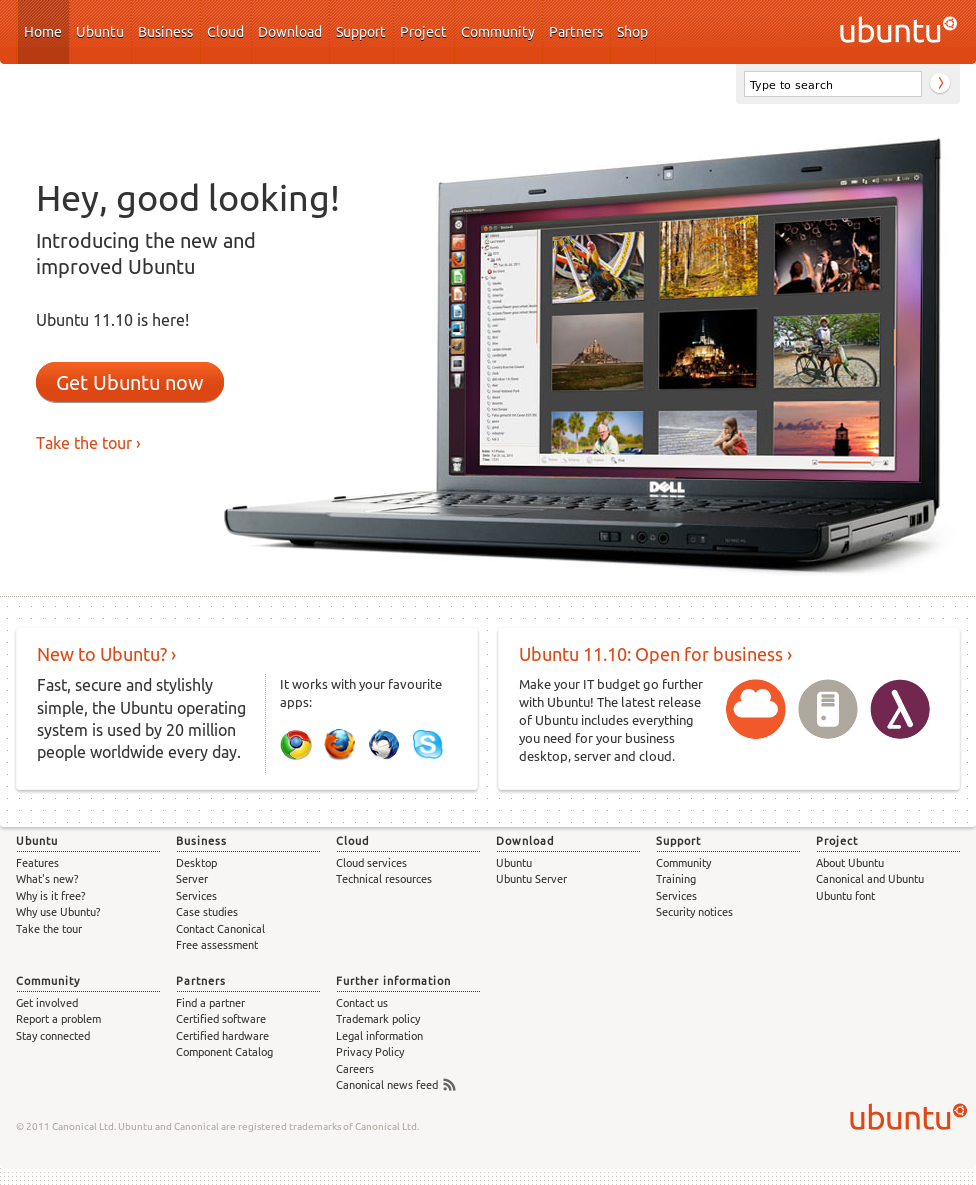 Home Ubuntu Business Cloud Download Support Project Community Partners Shop
ubuntu
Type to search
Hey, good looking!
Introducing the new and
improved Ubuntu
Ubuntu 11.10 is here!
Get Ubuntu now
Take the tour ›
DELL
New to Ubuntu? ›
Fast, secure and stylishly
simple, the Ubuntu operating
system is used by 20 million
people worldwide every day.
It works with your favourite
apps:
Ubuntu 11.10: Open for business ›
Make your IT budget go further
with Ubuntu! The latest release
of Ubuntu includes everything
you need for your business
desktop, server and cloud.
Ubuntu
Features
What's new?
Why is it free?
Why use Ubuntu?
Take the tour
Business
Desktop
Server
Services
Case studies
Contact Canonical
Free assessment
Cloud
Cloud services
Technical resources
Download
Ubuntu
Ubuntu Server
Support
Community
Training
Services
Security notices
Project
About Ubuntu
Canonical and Ubuntu
Ubuntu font
Community
Get involved
Report a problem
Stay connected
Partners
Find a partner
Certified software
Certified hardware
Component Catalog
Further information
Contact us
Trademark policy
Legal information
Privacy Policy
Careers
Canonical news feed
© 2011 Canonical Ltd. Ubuntu and Canonical are registered trademarks of Canonical Ltd.
ubuntu